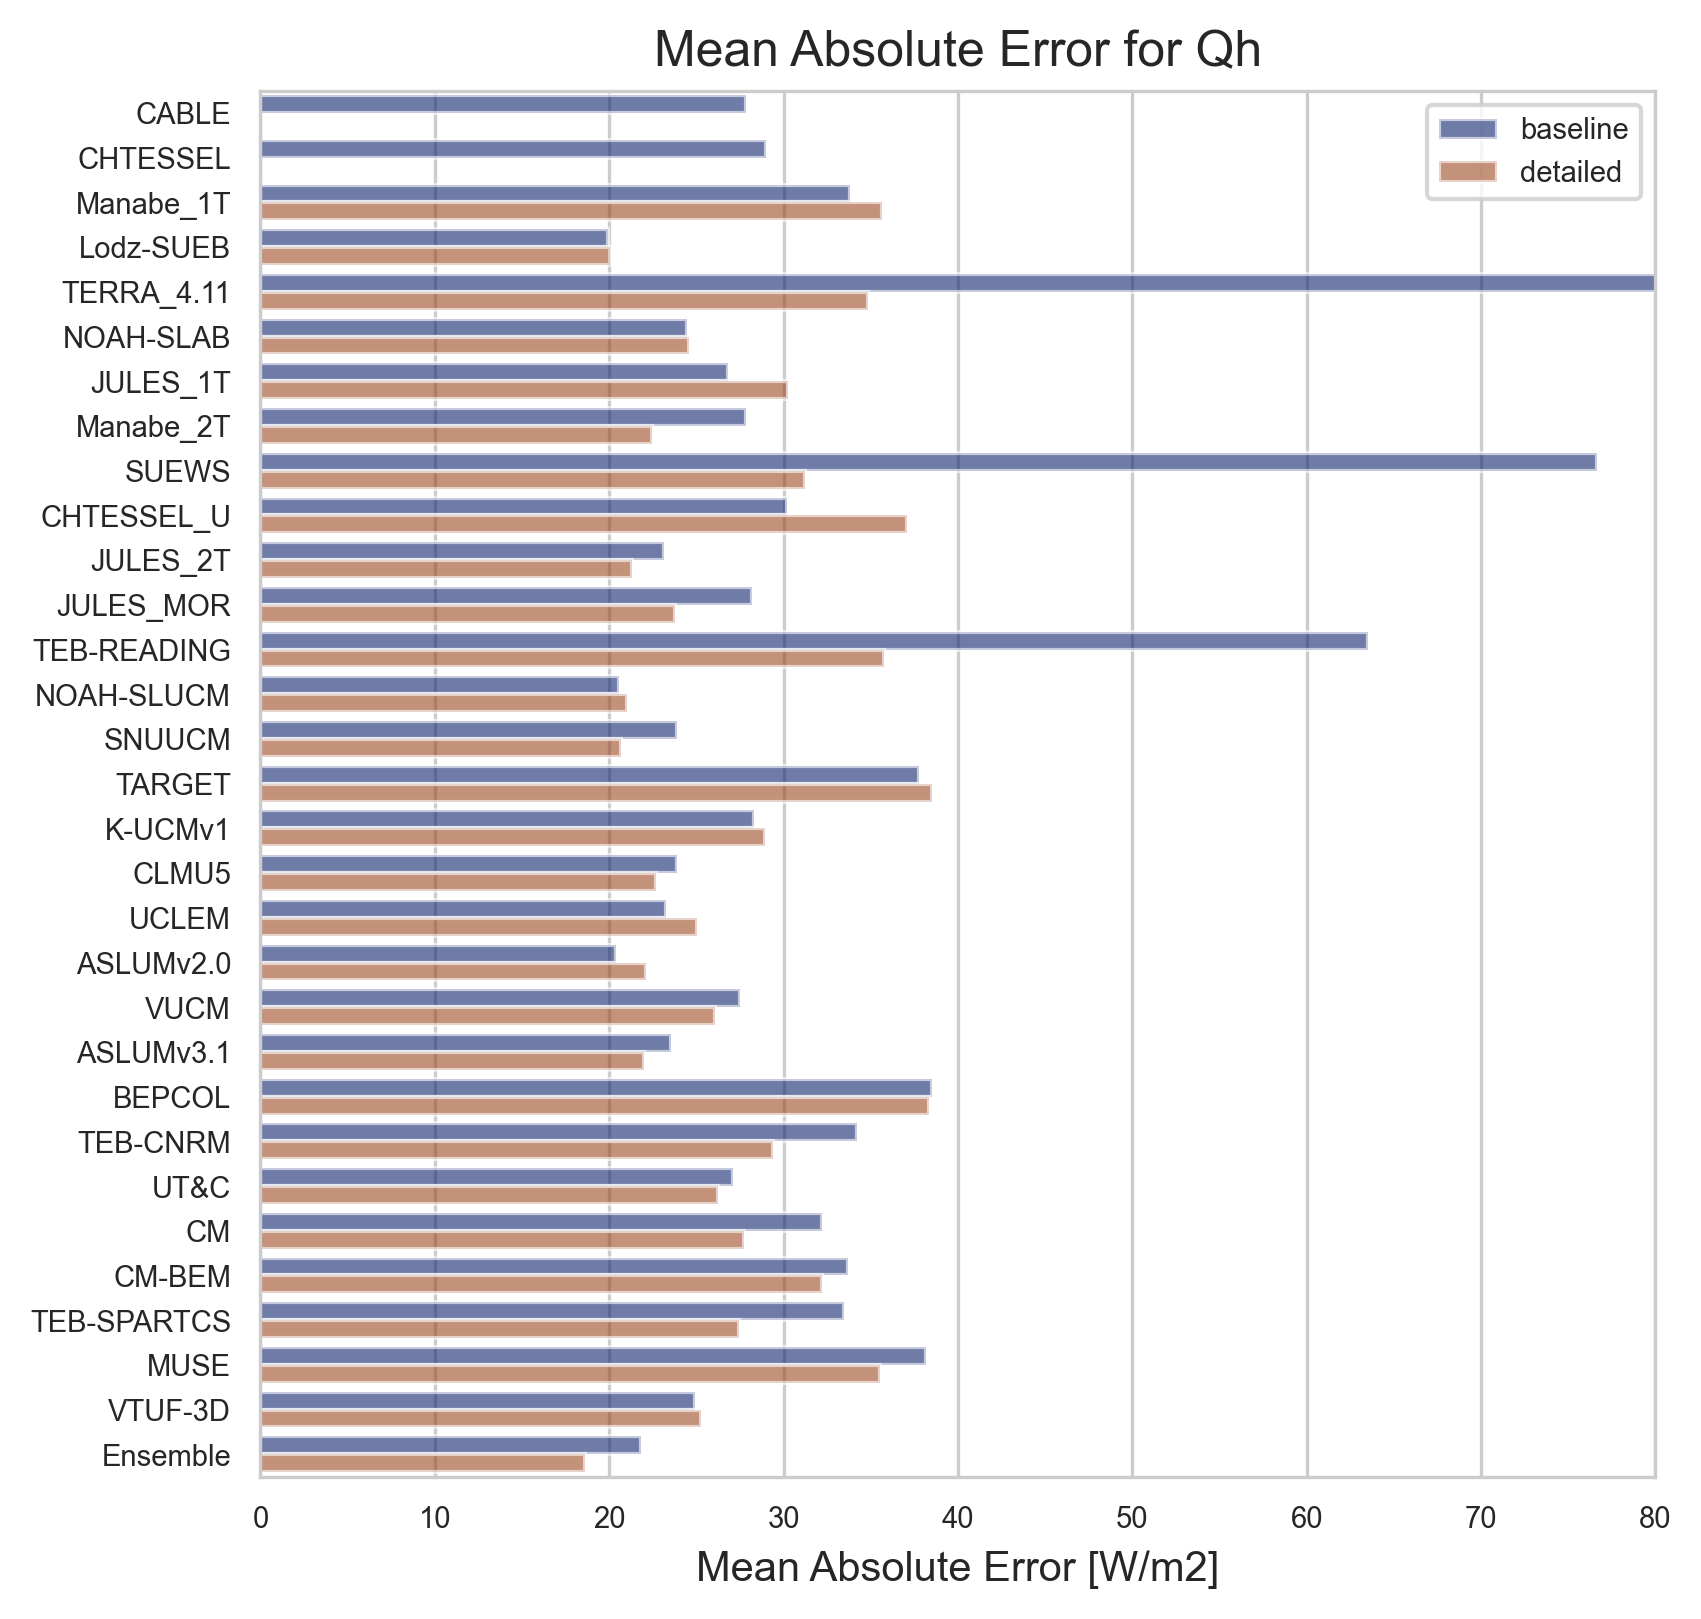 Mean Absolute Error for Qh
baseline
detailed
CABLE
CHTESSEL
Manabe_1T
Lodz-SUEB
TERRA_4.11
NOAH-SLAB
JULES_1T
Manabe_2T
SUEWS
CHTESSEL_U
JULES_2T
JULES_MOR
TEB-READING
NOAH-SLUCM
SNUUCM
TARGET
K-UCMv1
CLMU5
UCLEM
ASLUMv2.0
VUCM
ASLUMv3.1
BEPCOL
TEB-CNRM
UT&C
CM
CM-BEM
TEB-SPARTCS
MUSE
VTUF-3D
Ensemble
0 10 20 30 40 50 60 70 80
Mean Absolute Error [W/m2]